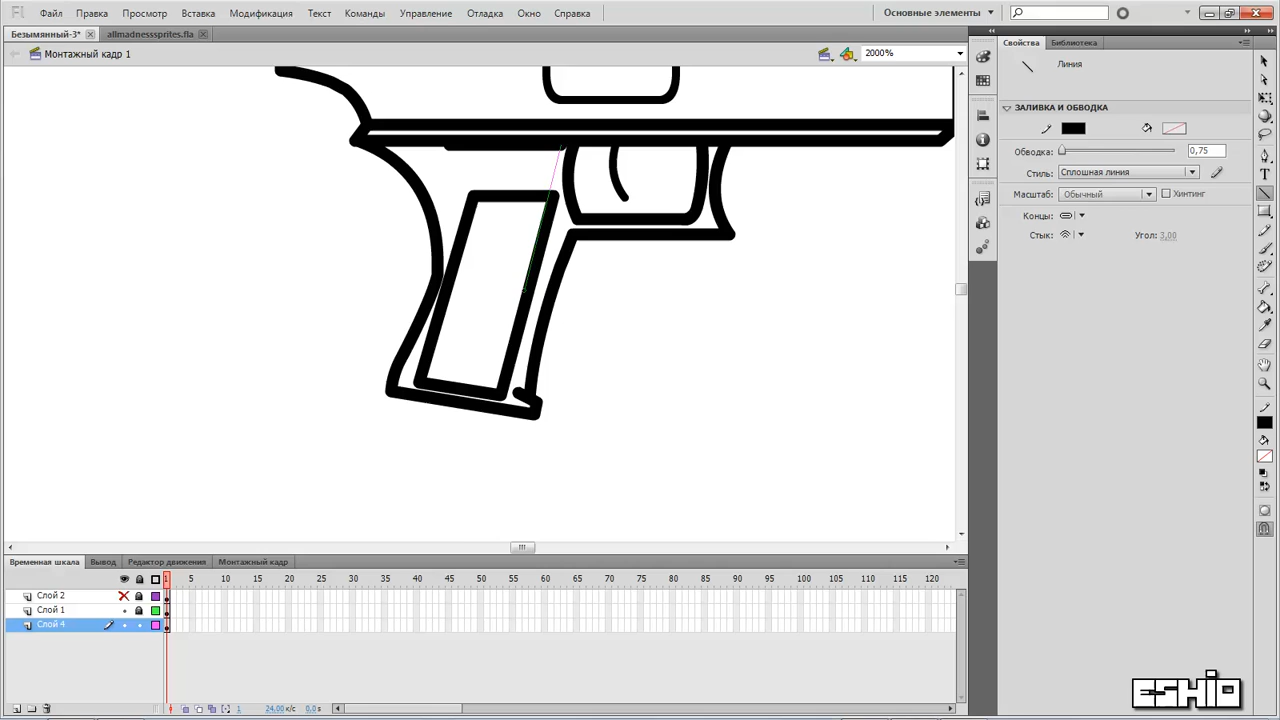 Fl Файл Правка Просмотр Вставка Модификация Текст Команды Управление Отладка Окно Справка Основные элементы
Безымянный-3* allmadnesssprites.fla
Монтажный кадр 1 2000%
Свойства Библиотека
Линия
ЗАЛИВКА И ОБВОДКА
Обводка: 0,75
Стиль: Сплошная линия
Масштаб: Обычный Хинтинг
Концы:
Стык: Угол: 3,00
Временная шкала Вывод Редактор движения Монтажный кадр
1 5 10 15 20 25 30 35 40 45 50 55 60 65 70 75 80 85 90 95 100 105 110 115 120
Слой 2
Слой 1
Слой 4
1 24,00 к/с 0,0 s
ESHIO